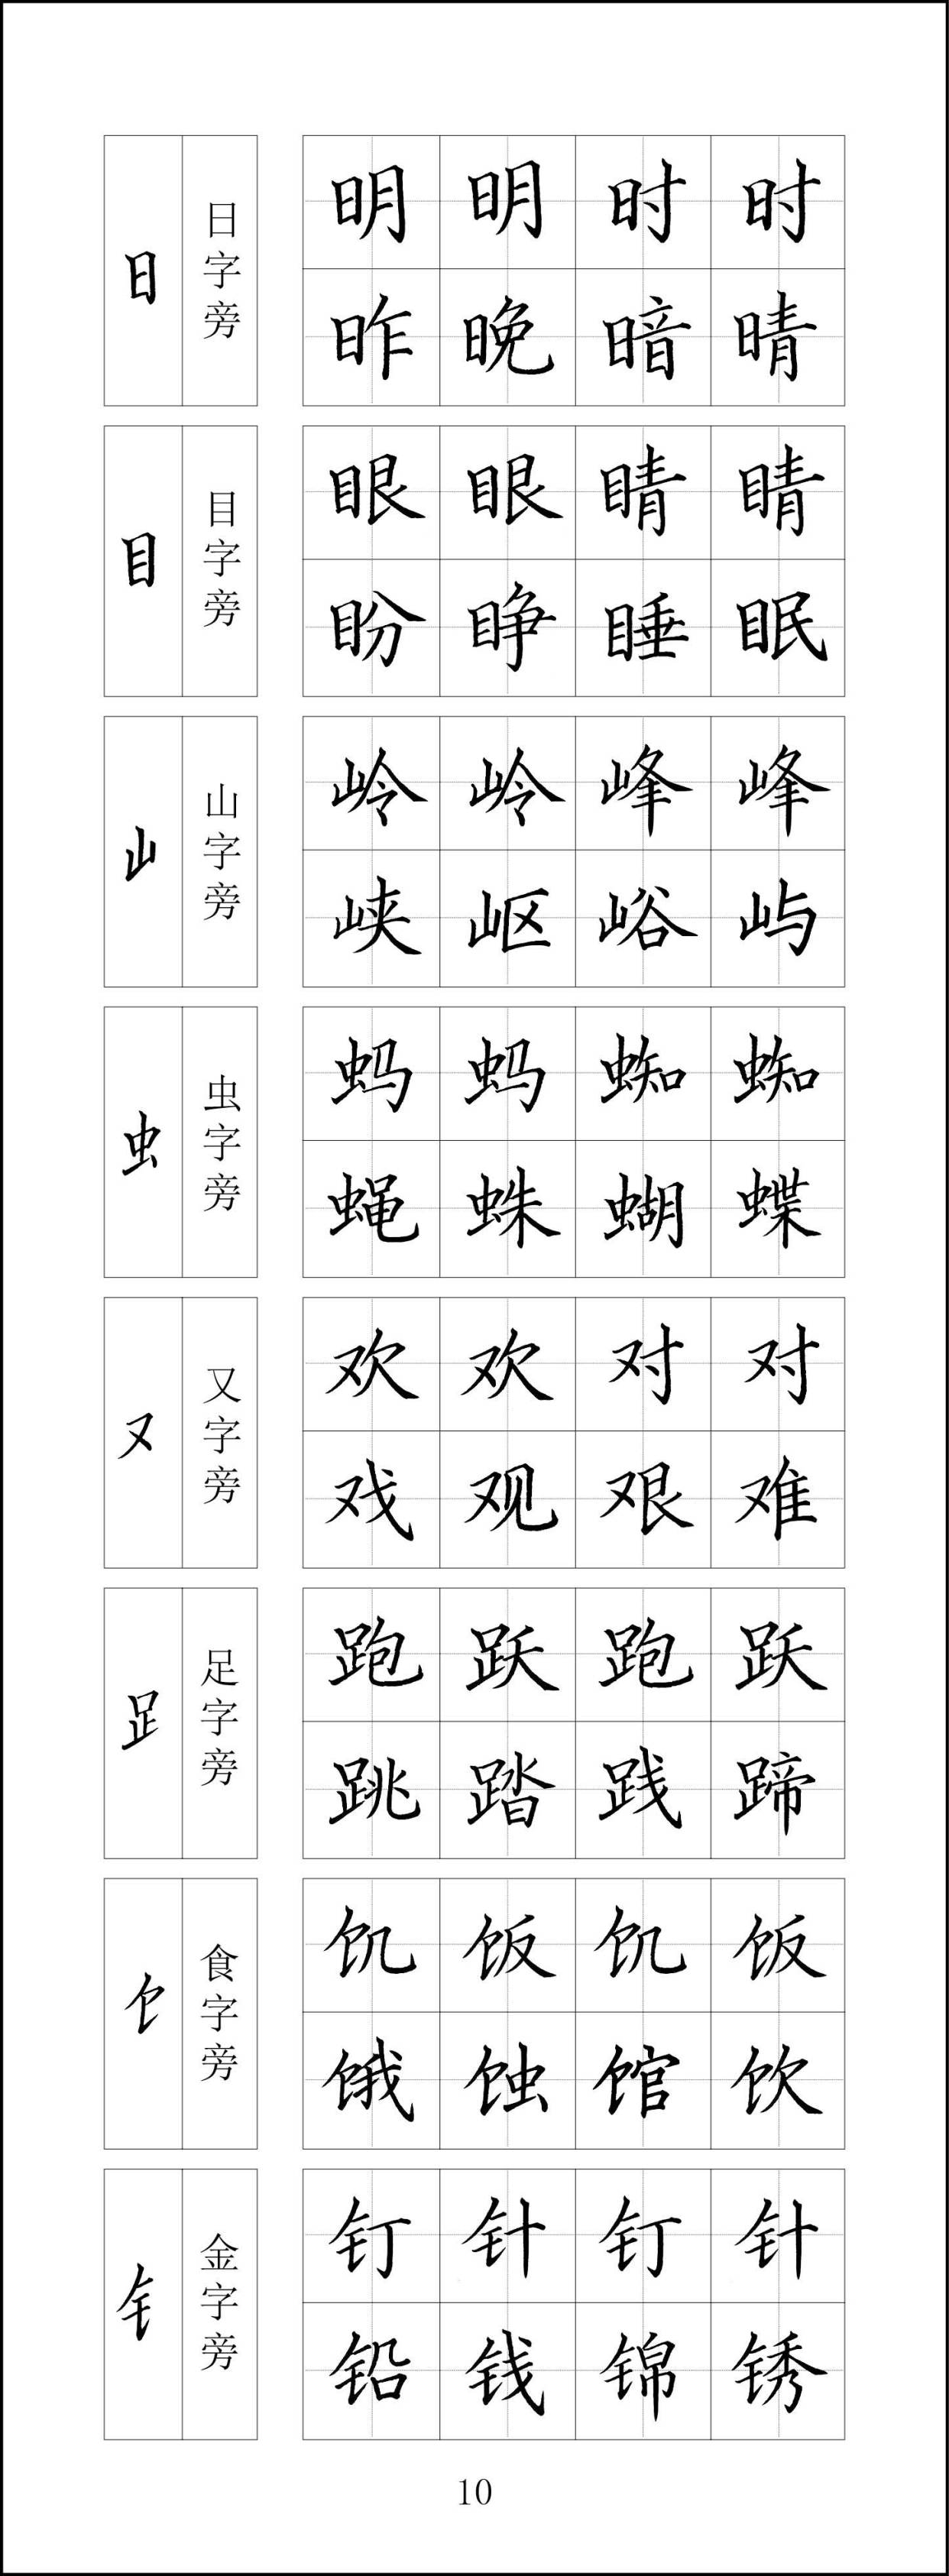 日 日字旁
明明时时
昨晚暗晴
目 目字旁
眼眼睛睛
盼睁睡眠
山 山字旁
岭岭峰峰
峡岖峪屿
虫 虫字旁
蚂蚂蜘蜘
蝇蛛蝴蝶
又 又字旁
欢欢对对
戏观艰难
𧾷 足字旁
跑跃跑跃
跳踏践蹄
饣 食字旁
饥饭饥饭
饿蚀馆饮
钅 金字旁
钉针钉针
铅钱锦锈
10